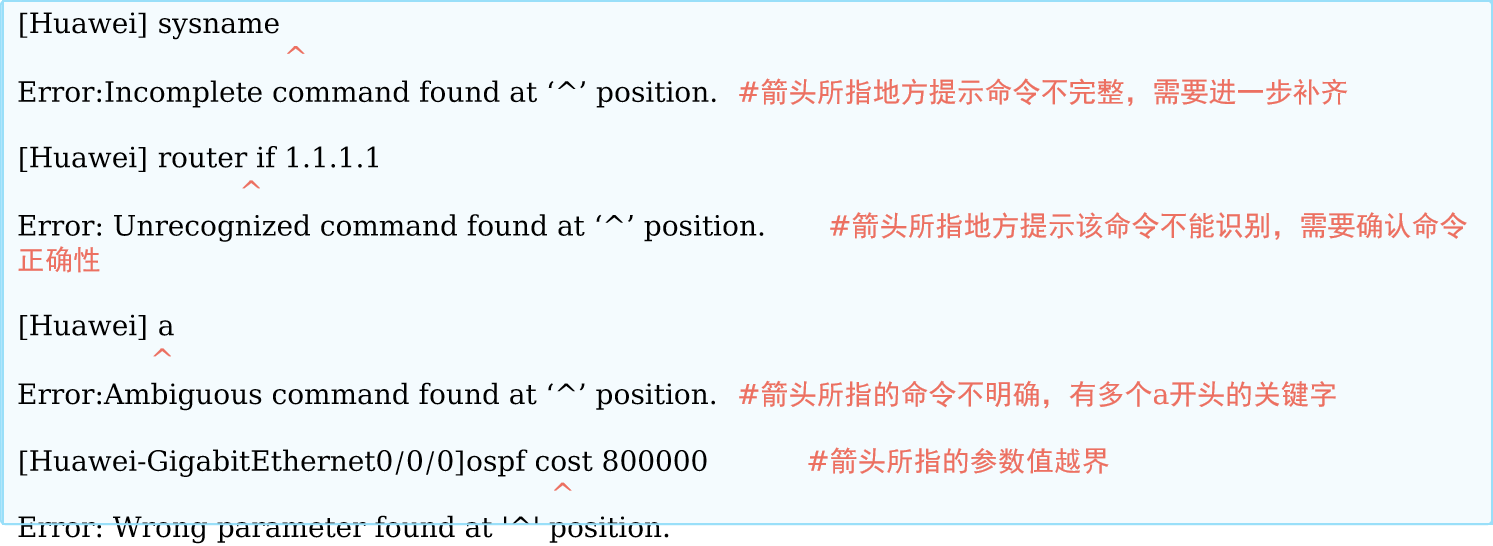 [Huawei] sysname
^
Error:Incomplete command found at ‘^’ position. #箭头所指地方提示命令不完整，需要进一步补齐
[Huawei] router if 1.1.1.1
^
Error: Unrecognized command found at ‘^’ position. #箭头所指地方提示该命令不能识别，需要确认命令
正确性
[Huawei] a
^
Error:Ambiguous command found at ‘^’ position. #箭头所指的命令不明确，有多个a开头的关键字
[Huawei-GigabitEthernet0/0/0]ospf cost 800000 #箭头所指的参数值越界
^
Error: Wrong parameter found at '^' position.